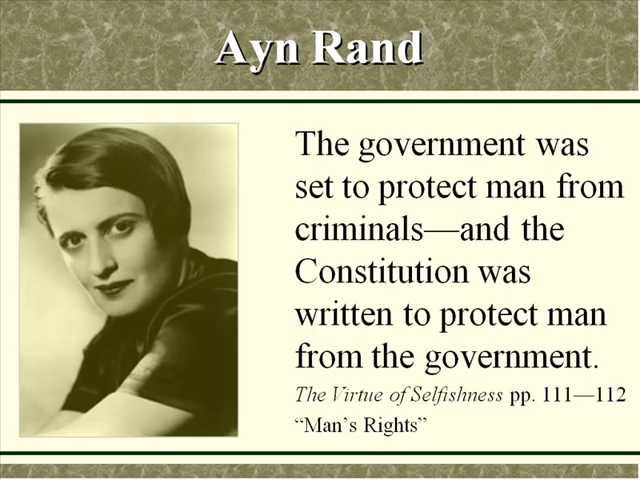 Ayn Rand
The government was
set to protect man from
criminals—and the
Constitution was
written to protect man
from the government.
The Virtue of Selfishness pp. 111—112
“Man’s Rights”